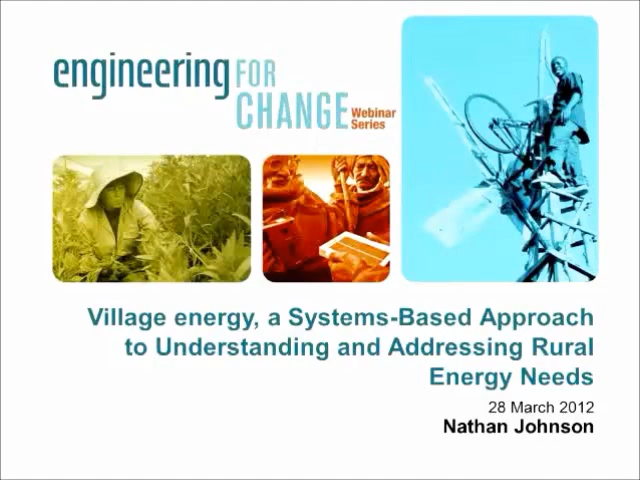 engineering FOR
CHANGE Webinar
Series
Village energy, a Systems-Based Approach
to Understanding and Addressing Rural
Energy Needs
28 March 2012
Nathan Johnson